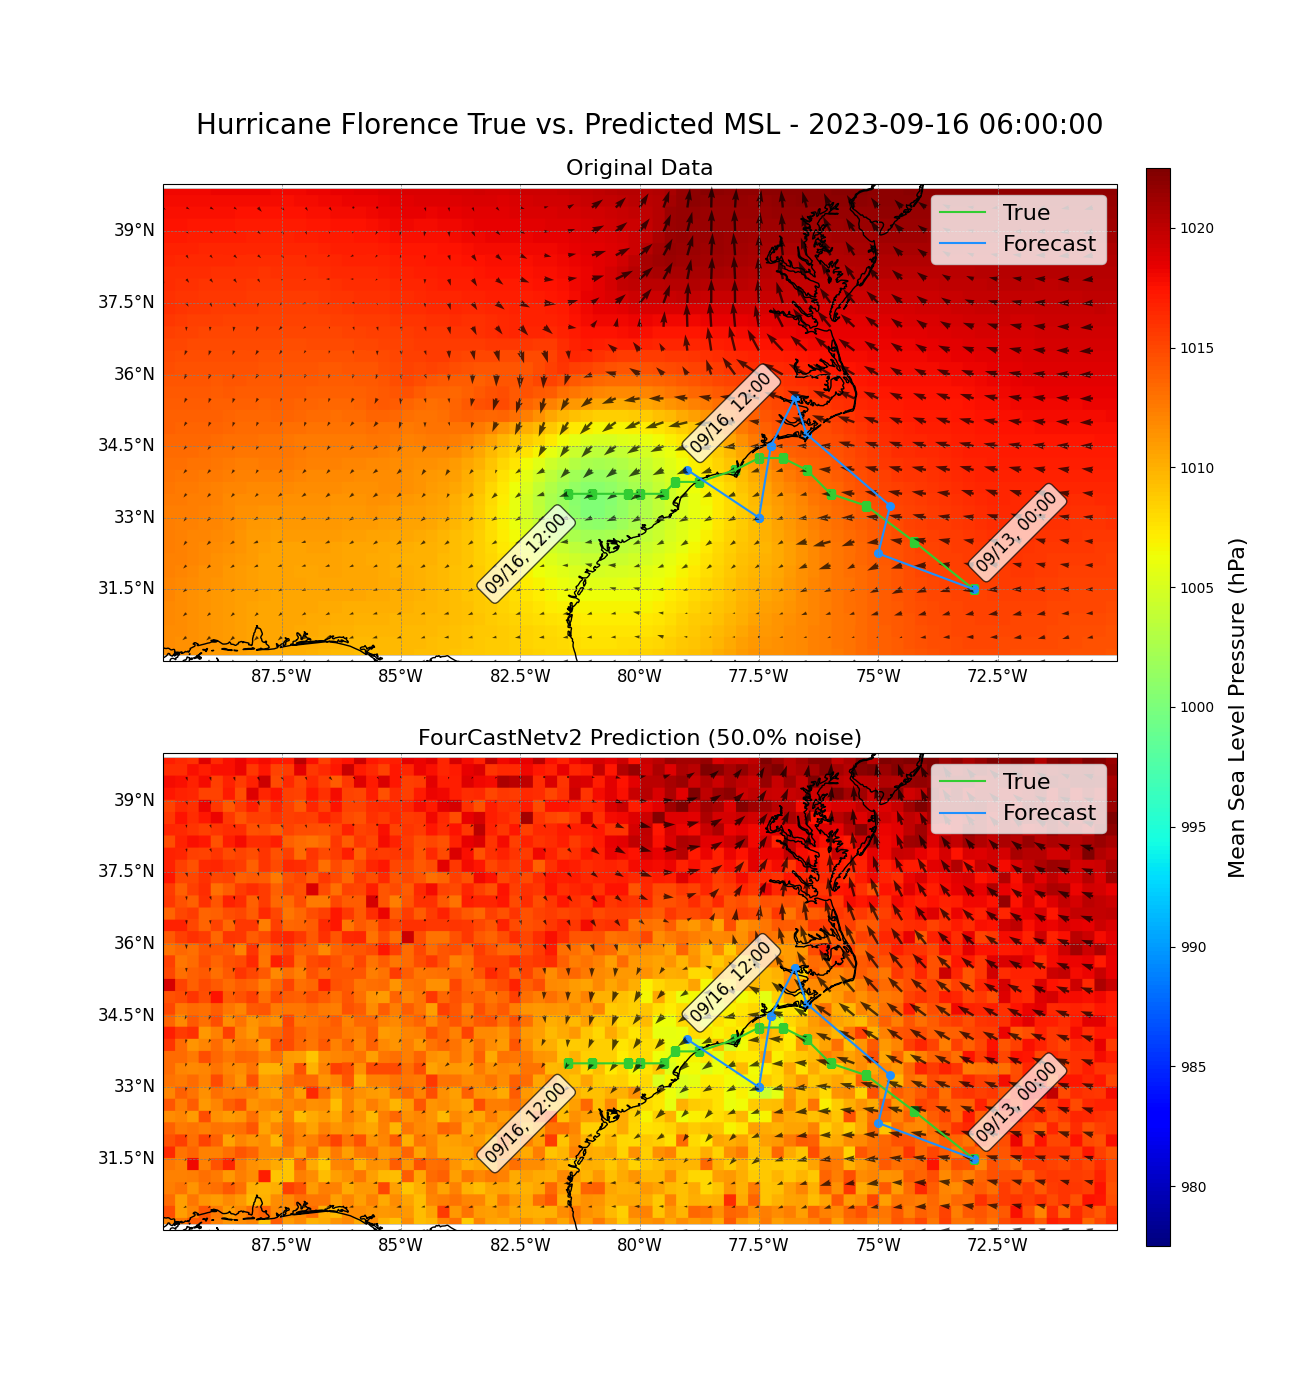 Hurricane Florence True vs. Predicted MSL - 2023-09-16 06:00:00
Original Data
True
Forecast
39°N
37.5°N
36°N
34.5°N
33°N
31.5°N
09/16, 12:00
09/16, 12:00
09/13, 00:00
87.5°W 85°W 82.5°W 80°W 77.5°W 75°W 72.5°W
FourCastNetv2 Prediction (50.0% noise)
True
Forecast
39°N
37.5°N
36°N
34.5°N
33°N
31.5°N
09/16, 12:00
09/16, 12:00
09/13, 00:00
87.5°W 85°W 82.5°W 80°W 77.5°W 75°W 72.5°W
1020
1015
1010
1005
1000
995
990
985
980
Mean Sea Level Pressure (hPa)